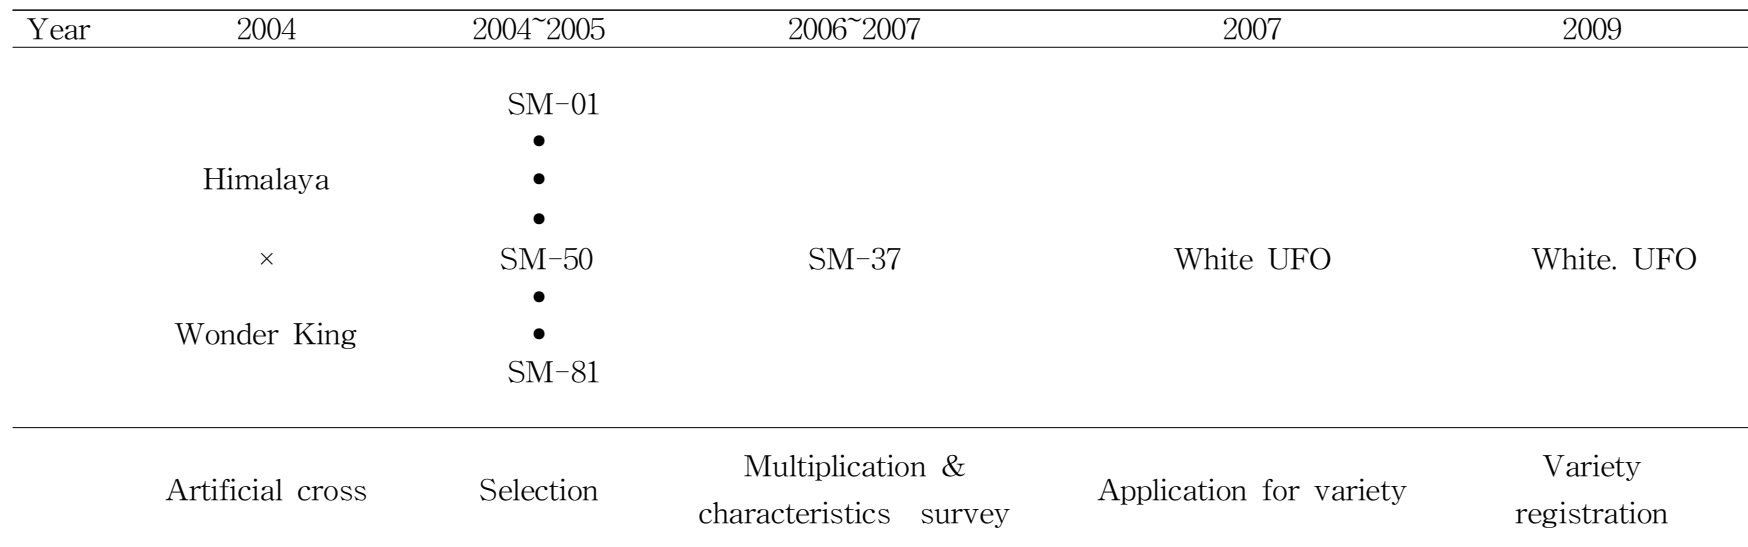 Year 2004 2004~2005 2006~2007 2007 2009
SM-01
•
Himalaya •
•
× SM-50 SM-37 White UFO White. UFO
•
Wonder King •
SM-81
Artificial cross Selection Multiplication & characteristics survey Application for variety Variety registration